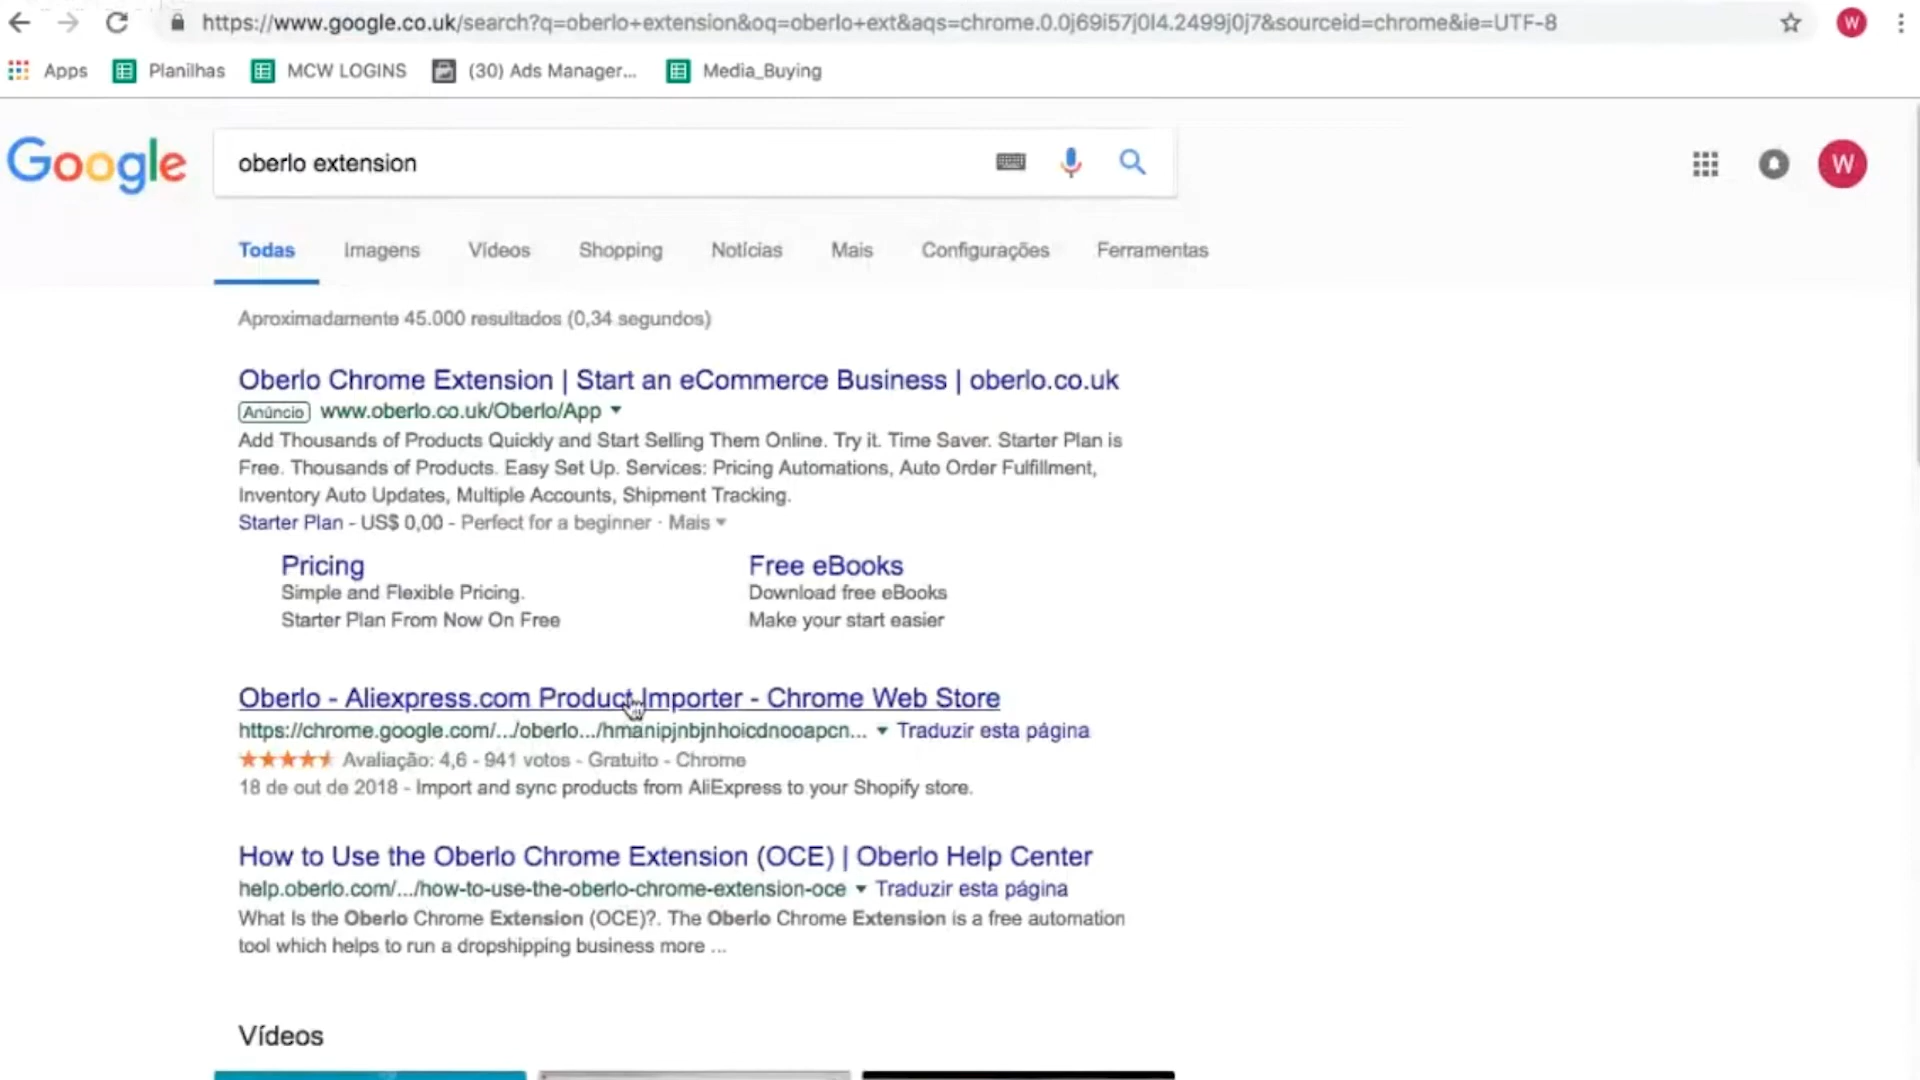 https://www.google.co.uk/search?q=oberlo+extension&oq=oberlo+ext&aqs=chrome.0.0j69i57j0l4.2499j0j7&sourceid=chrome&ie=UTF-8 W
Apps Planilhas MCW LOGINS (30) Ads Manager... Media_Buying
Google oberlo extension W
Todas Imagens Vídeos Shopping Notícias Mais Configurações Ferramentas
Aproximadamente 45.000 resultados (0,34 segundos)
Oberlo Chrome Extension | Start an eCommerce Business | oberlo.co.uk
Anúncio www.oberlo.co.uk/Oberlo/App
Add Thousands of Products Quickly and Start Selling Them Online. Try it. Time Saver. Starter Plan is
Free. Thousands of Products. Easy Set Up. Services: Pricing Automations, Auto Order Fulfillment,
Inventory Auto Updates, Multiple Accounts, Shipment Tracking.
Starter Plan - US$ 0,00 - Perfect for a beginner · Mais
Pricing
Simple and Flexible Pricing.
Starter Plan From Now On Free
Free eBooks
Download free eBooks
Make your start easier
Oberlo - Aliexpress.com Product Importer - Chrome Web Store
https://chrome.google.com/.../oberlo.../hmanipjnbjnhoicdnooapcn... Traduzir esta página
Avaliação: 4,6 - 941 votos - Gratuito - Chrome
18 de out de 2018 - Import and sync products from AliExpress to your Shopify store.
How to Use the Oberlo Chrome Extension (OCE) | Oberlo Help Center
help.oberlo.com/.../how-to-use-the-oberlo-chrome-extension-oce Traduzir esta página
What Is the Oberlo Chrome Extension (OCE)?. The Oberlo Chrome Extension is a free automation
tool which helps to run a dropshipping business more ...
Vídeos